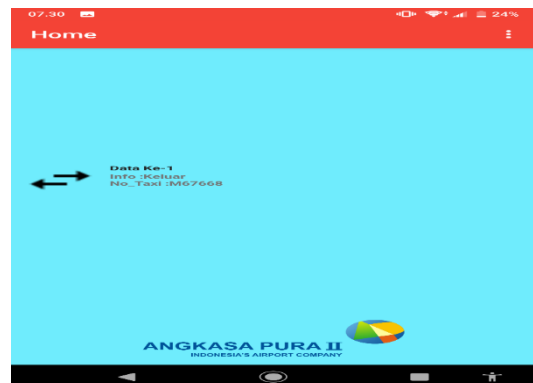 07.30
24%
Home
Data Ke-1
Info :Keluar
No_Taxi :M67668
ANGKASA PURA II
INDONESIA'S AIRPORT COMPANY